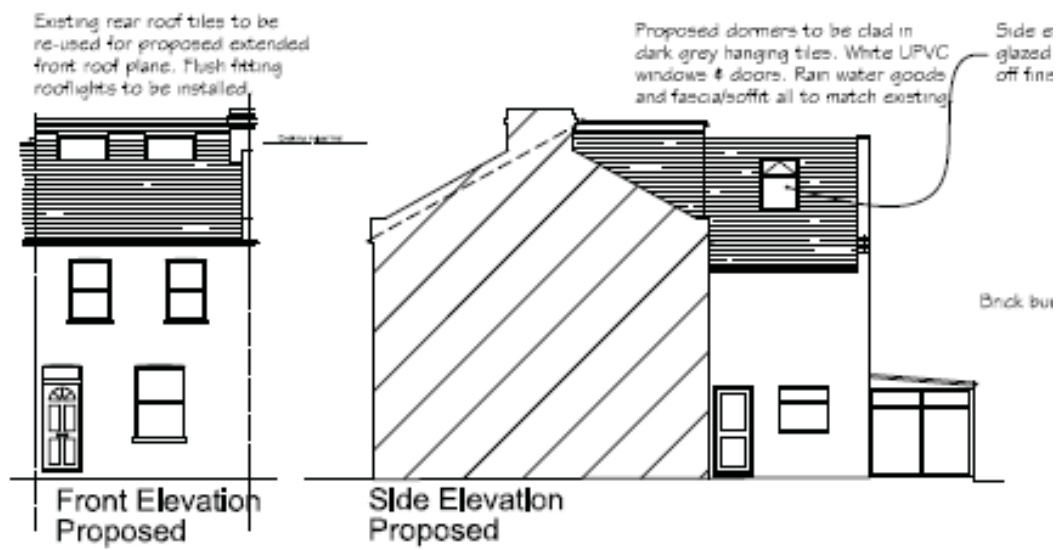 Existing rear roof tiles to be
re-used for proposed extended
front roof plane. Flush fitting
rooflights to be installed
Proposed dormers to be clad in
dark grey hanging tiles. White UPVC
windows & doors. Rain water goods
and fascia/soffit all to match existing
Side e
glazed
off fin
Brick bu
Front Elevation
Proposed
Side Elevation
Proposed